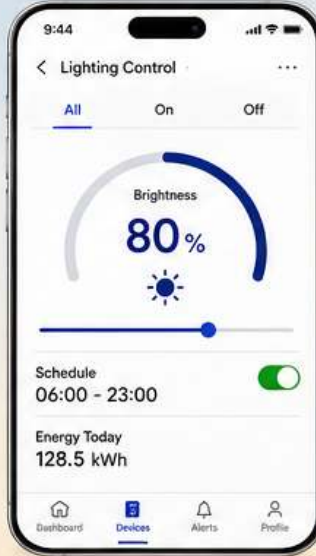 9:44
Lighting Control
All On Off
Brightness
80 %
Schedule
06:00 - 23:00
Energy Today
128.5 kWh
Dashboard Devices Alerts Profile